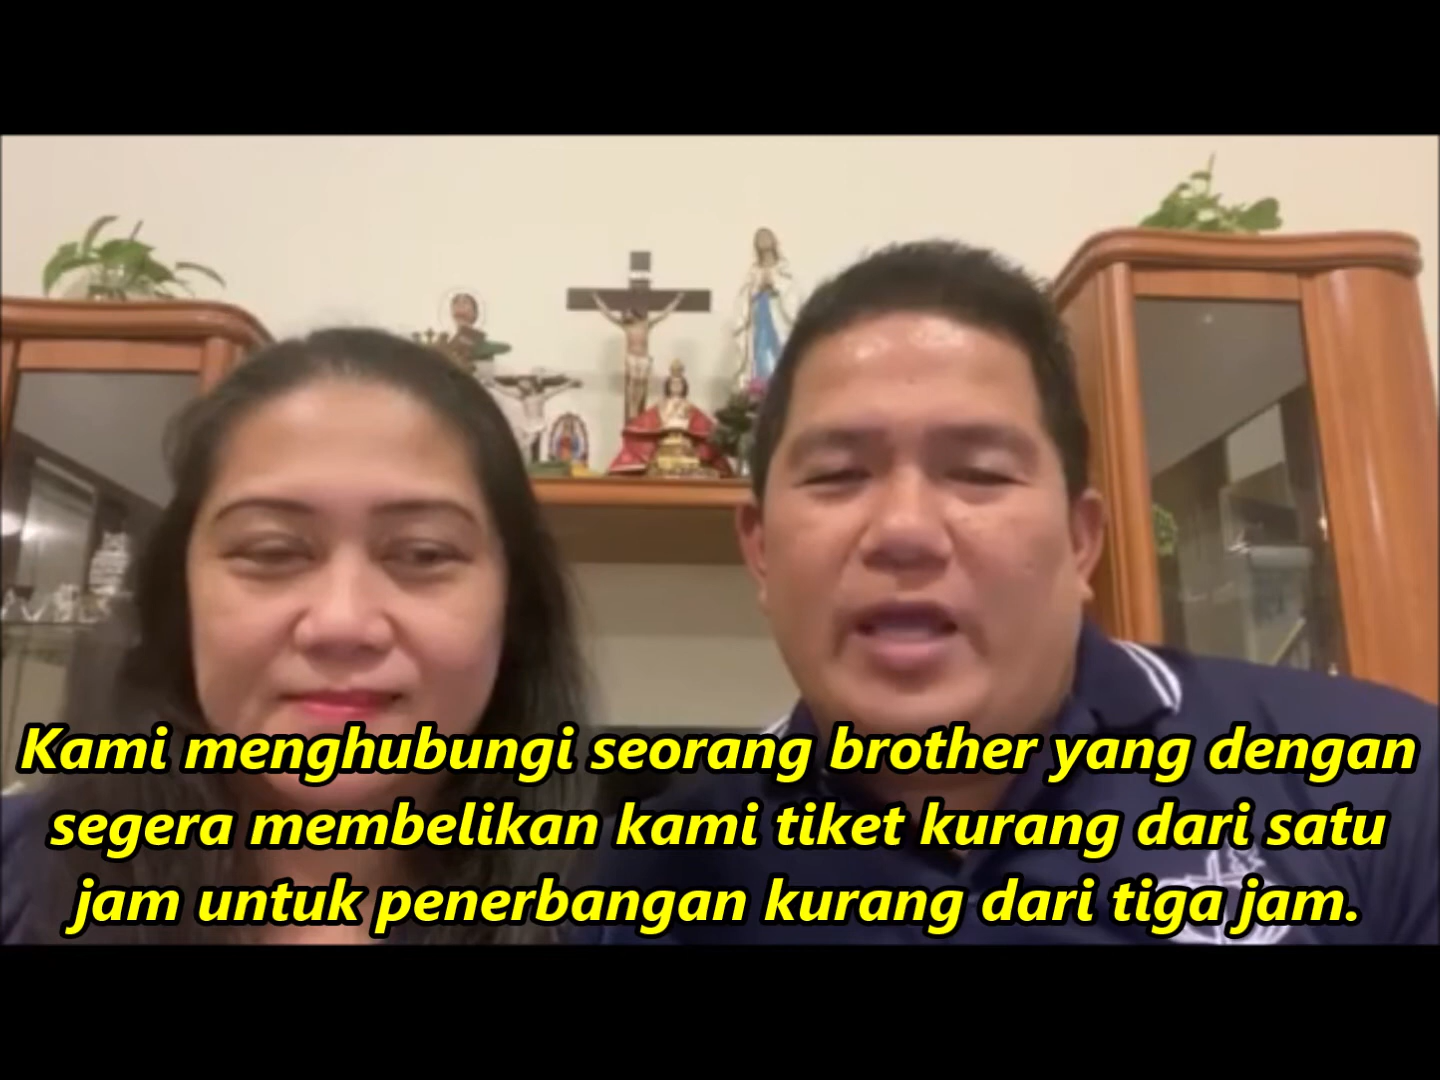 Kami menghubungi seorang brother yang dengan
segera membelikan kami tiket kurang dari satu
jam untuk penerbangan kurang dari tiga jam.